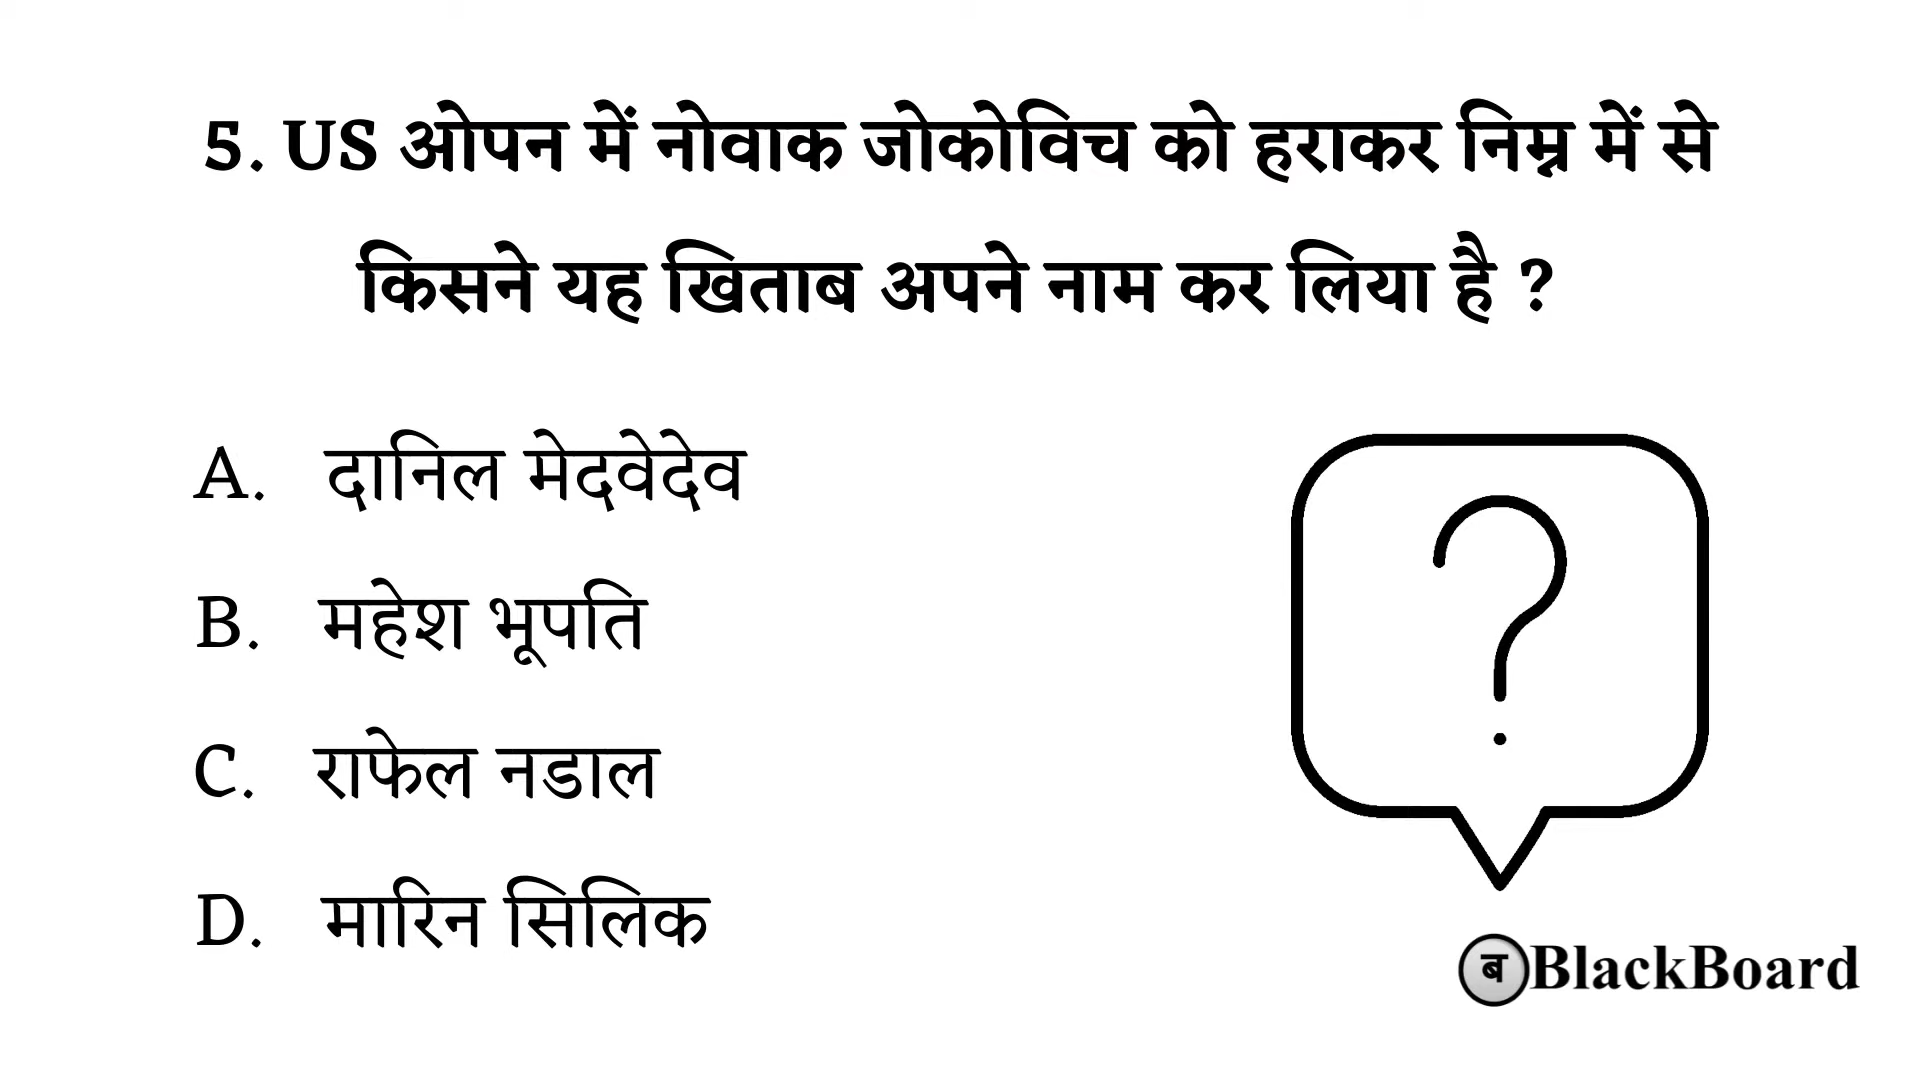 5. US ओपन में नोवाक जोकोविच को हराकर निम्न में से
किसने यह खिताब अपने नाम कर लिया है ?
A. दानिल मेदवेदेव
B. महेश भूपति
C. राफेल नडाल
D. मारिन सिलिक
?
ब BlackBoard